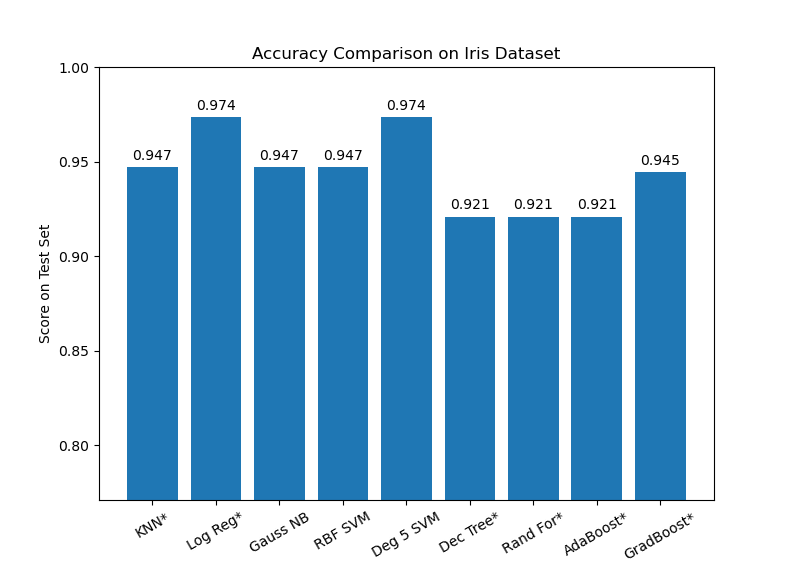 Accuracy Comparison on Iris Dataset
1.00
0.95
0.90
0.85
0.80
Score on Test Set
0.947
0.974
0.947
0.947
0.974
0.921
0.921
0.921
0.945
KNN*
Log Reg*
Gauss NB
RBF SVM
Deg 5 SVM
Dec Tree*
Rand For*
AdaBoost*
GradBoost*